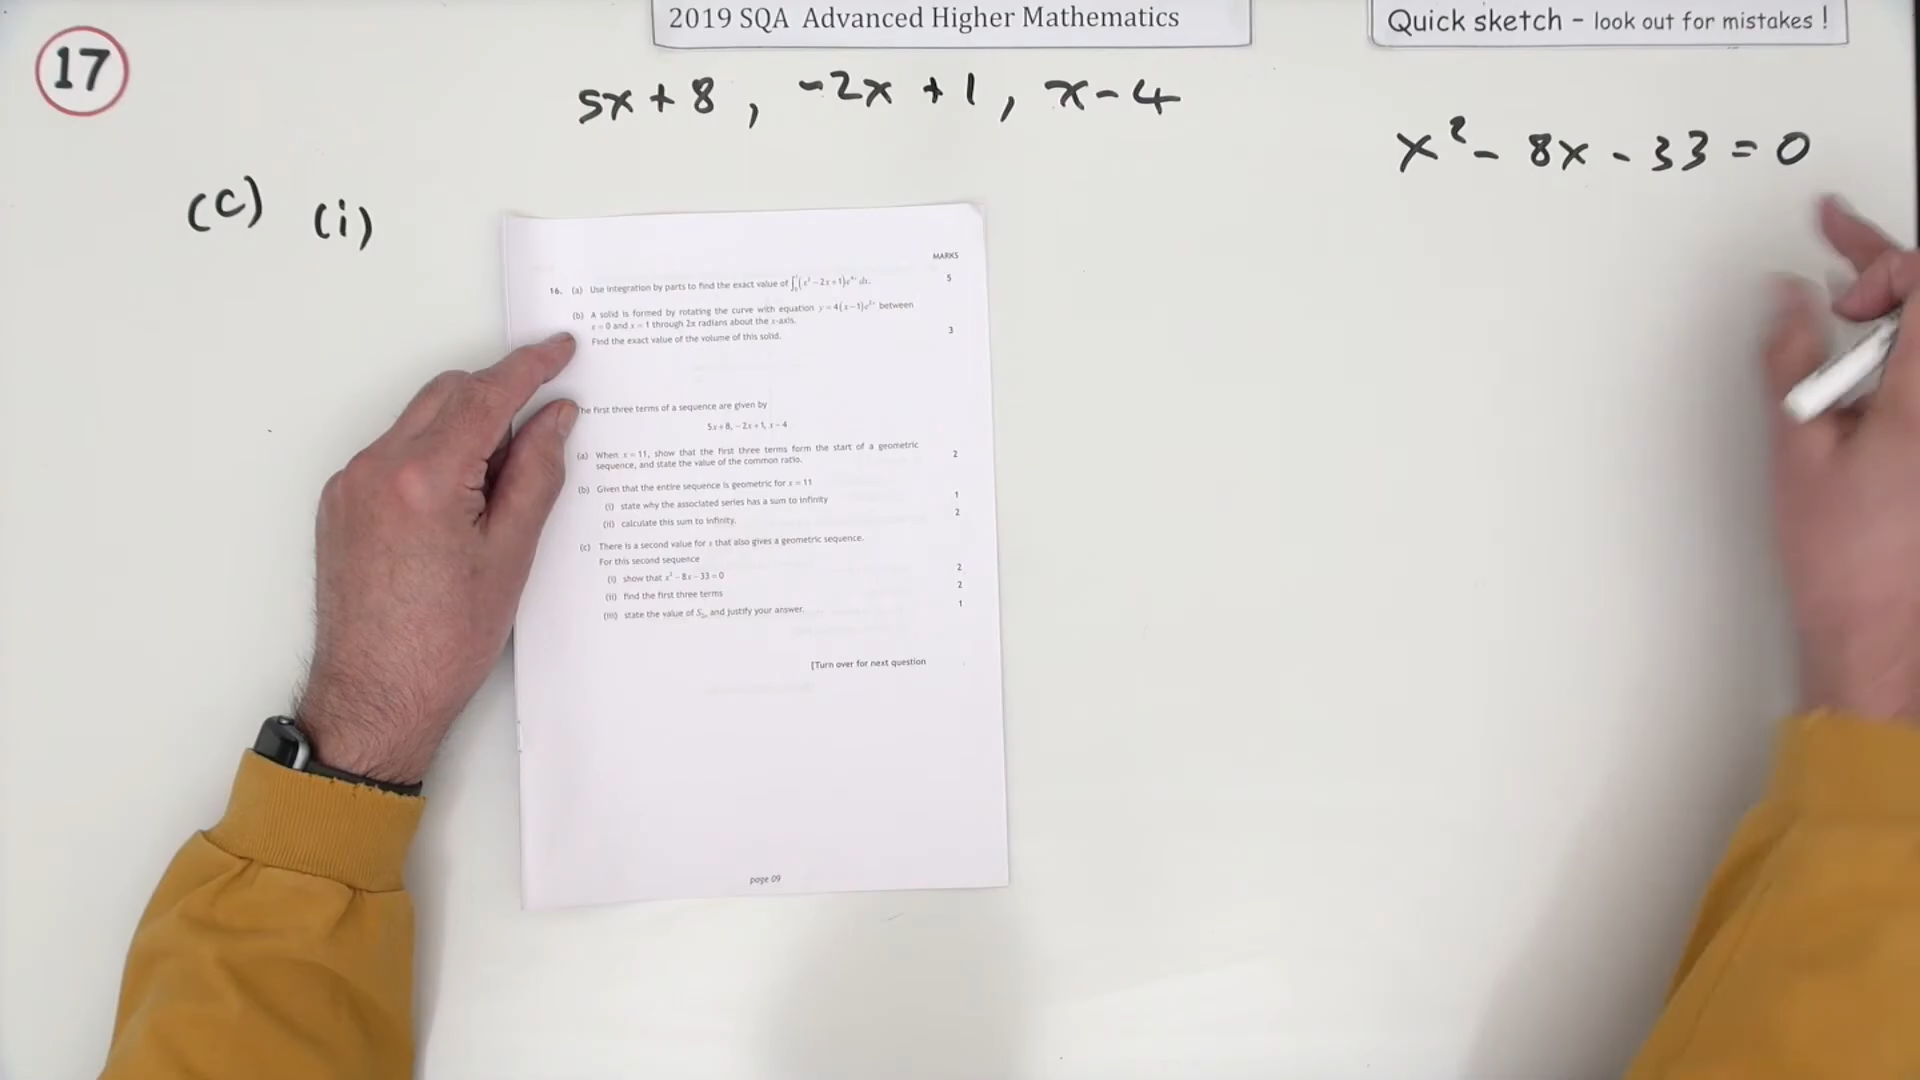 2019 SQA Advanced Higher Mathematics
Quick sketch - look out for mistakes !
17
5x + 8 , -2x + 1 , x - 4
x² - 8x - 33 = 0
(c) (i)
MARKS
16. (a) Use integration by parts to find the exact value of ∫ (x² - 2x + 1)e⁴ˣ dx. 5
(b) A solid is formed by rotating the curve with equation y = 4(x - 1)e²ˣ between
x = 0 and x = 1 through 2π radians about the x-axis.
Find the exact value of the volume of this solid. 3
The first three terms of a sequence are given by
5x + 8, -2x + 1, x - 4
(a) When x = 11, show that the first three terms form the start of a geometric
sequence, and state the value of the common ratio. 2
(b) Given that the entire sequence is geometric for x = 11
(i) state why the associated series has a sum to infinity 1
(ii) calculate this sum to infinity. 2
(c) There is a second value for x that also gives a geometric sequence.
For this second sequence
(i) show that x² - 8x - 33 = 0 2
(ii) find the first three terms 2
(iii) state the value of S₂ₙ and justify your answer. 1
[Turn over for next question
page 09